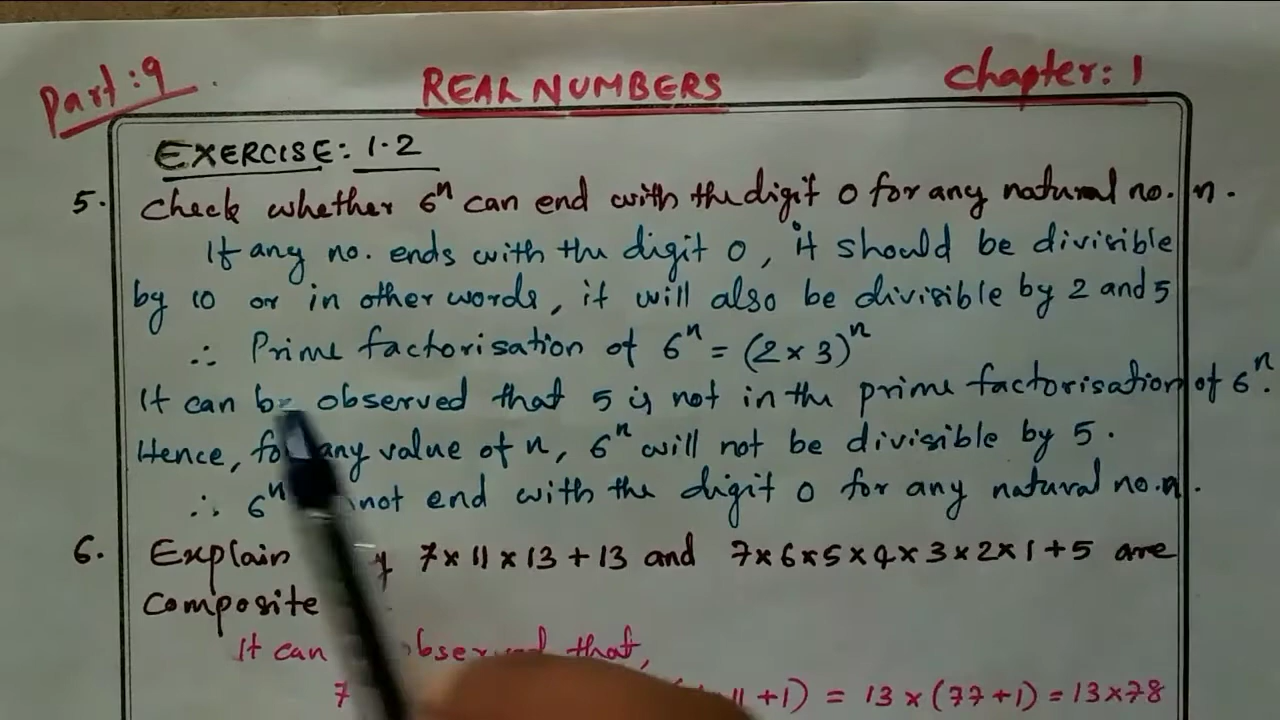 Part:9
REAL NUMBERS
Chapter: 1
EXERCISE: 1.2
5. Check whether 6ⁿ can end with the digit 0 for any natural no. n.
If any no. ends with the digit 0, it should be divisible
by 10 or in other words, it will also be divisible by 2 and 5
∴ Prime factorisation of 6ⁿ = (2 × 3)ⁿ
It can be observed that 5 is not in the prime factorisation of 6ⁿ.
Hence, for any value of n, 6ⁿ will not be divisible by 5.
∴ 6ⁿ not end with the digit 0 for any natural no. n.
6. Explain 7 × 11 × 13 + 13 and 7 × 6 × 5 × 4 × 3 × 2 × 1 + 5 are
composite
It can observed that,
7 11 + 1) = 13 × (77 + 1) = 13 × 78